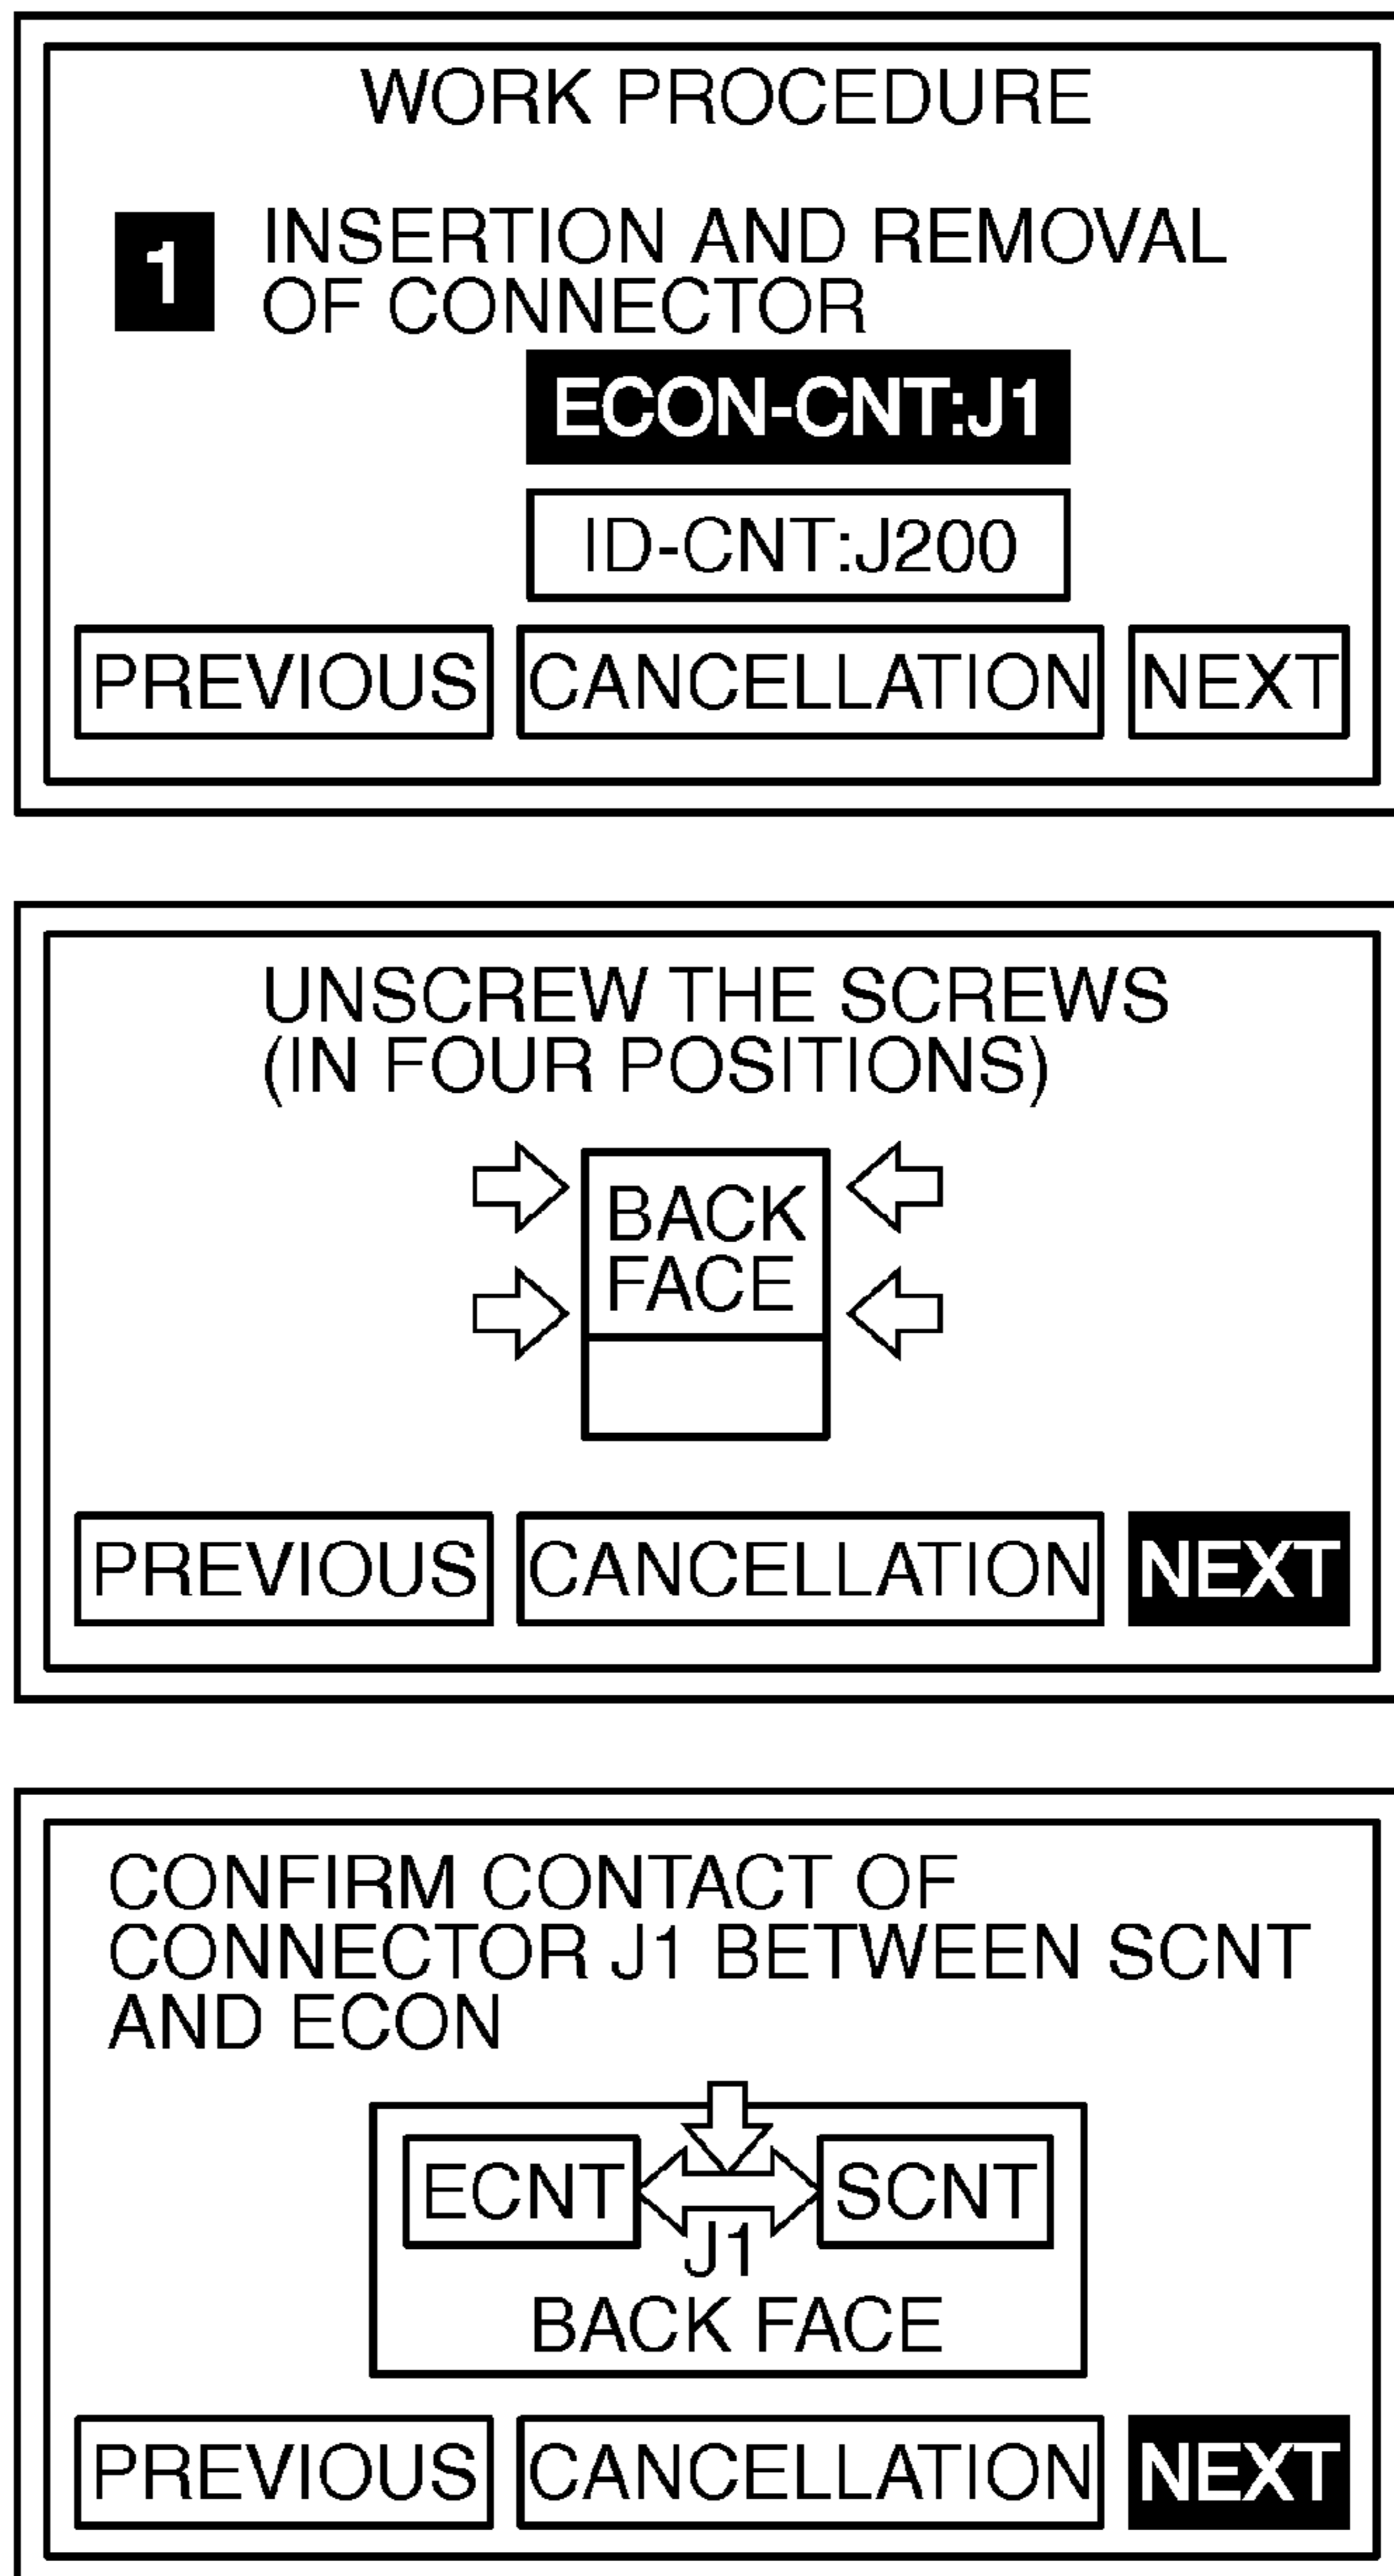 WORK PROCEDURE
1
INSERTION AND REMOVAL
OF CONNECTOR
ECON-CNT:J1
ID-CNT:J200
PREVIOUS CANCELLATION NEXT
UNSCREW THE SCREWS
(IN FOUR POSITIONS)
BACK
FACE
PREVIOUS CANCELLATION NEXT
CONFIRM CONTACT OF
CONNECTOR J1 BETWEEN SCNT
AND ECON
ECNT SCNT
J1
BACK FACE
PREVIOUS CANCELLATION NEXT